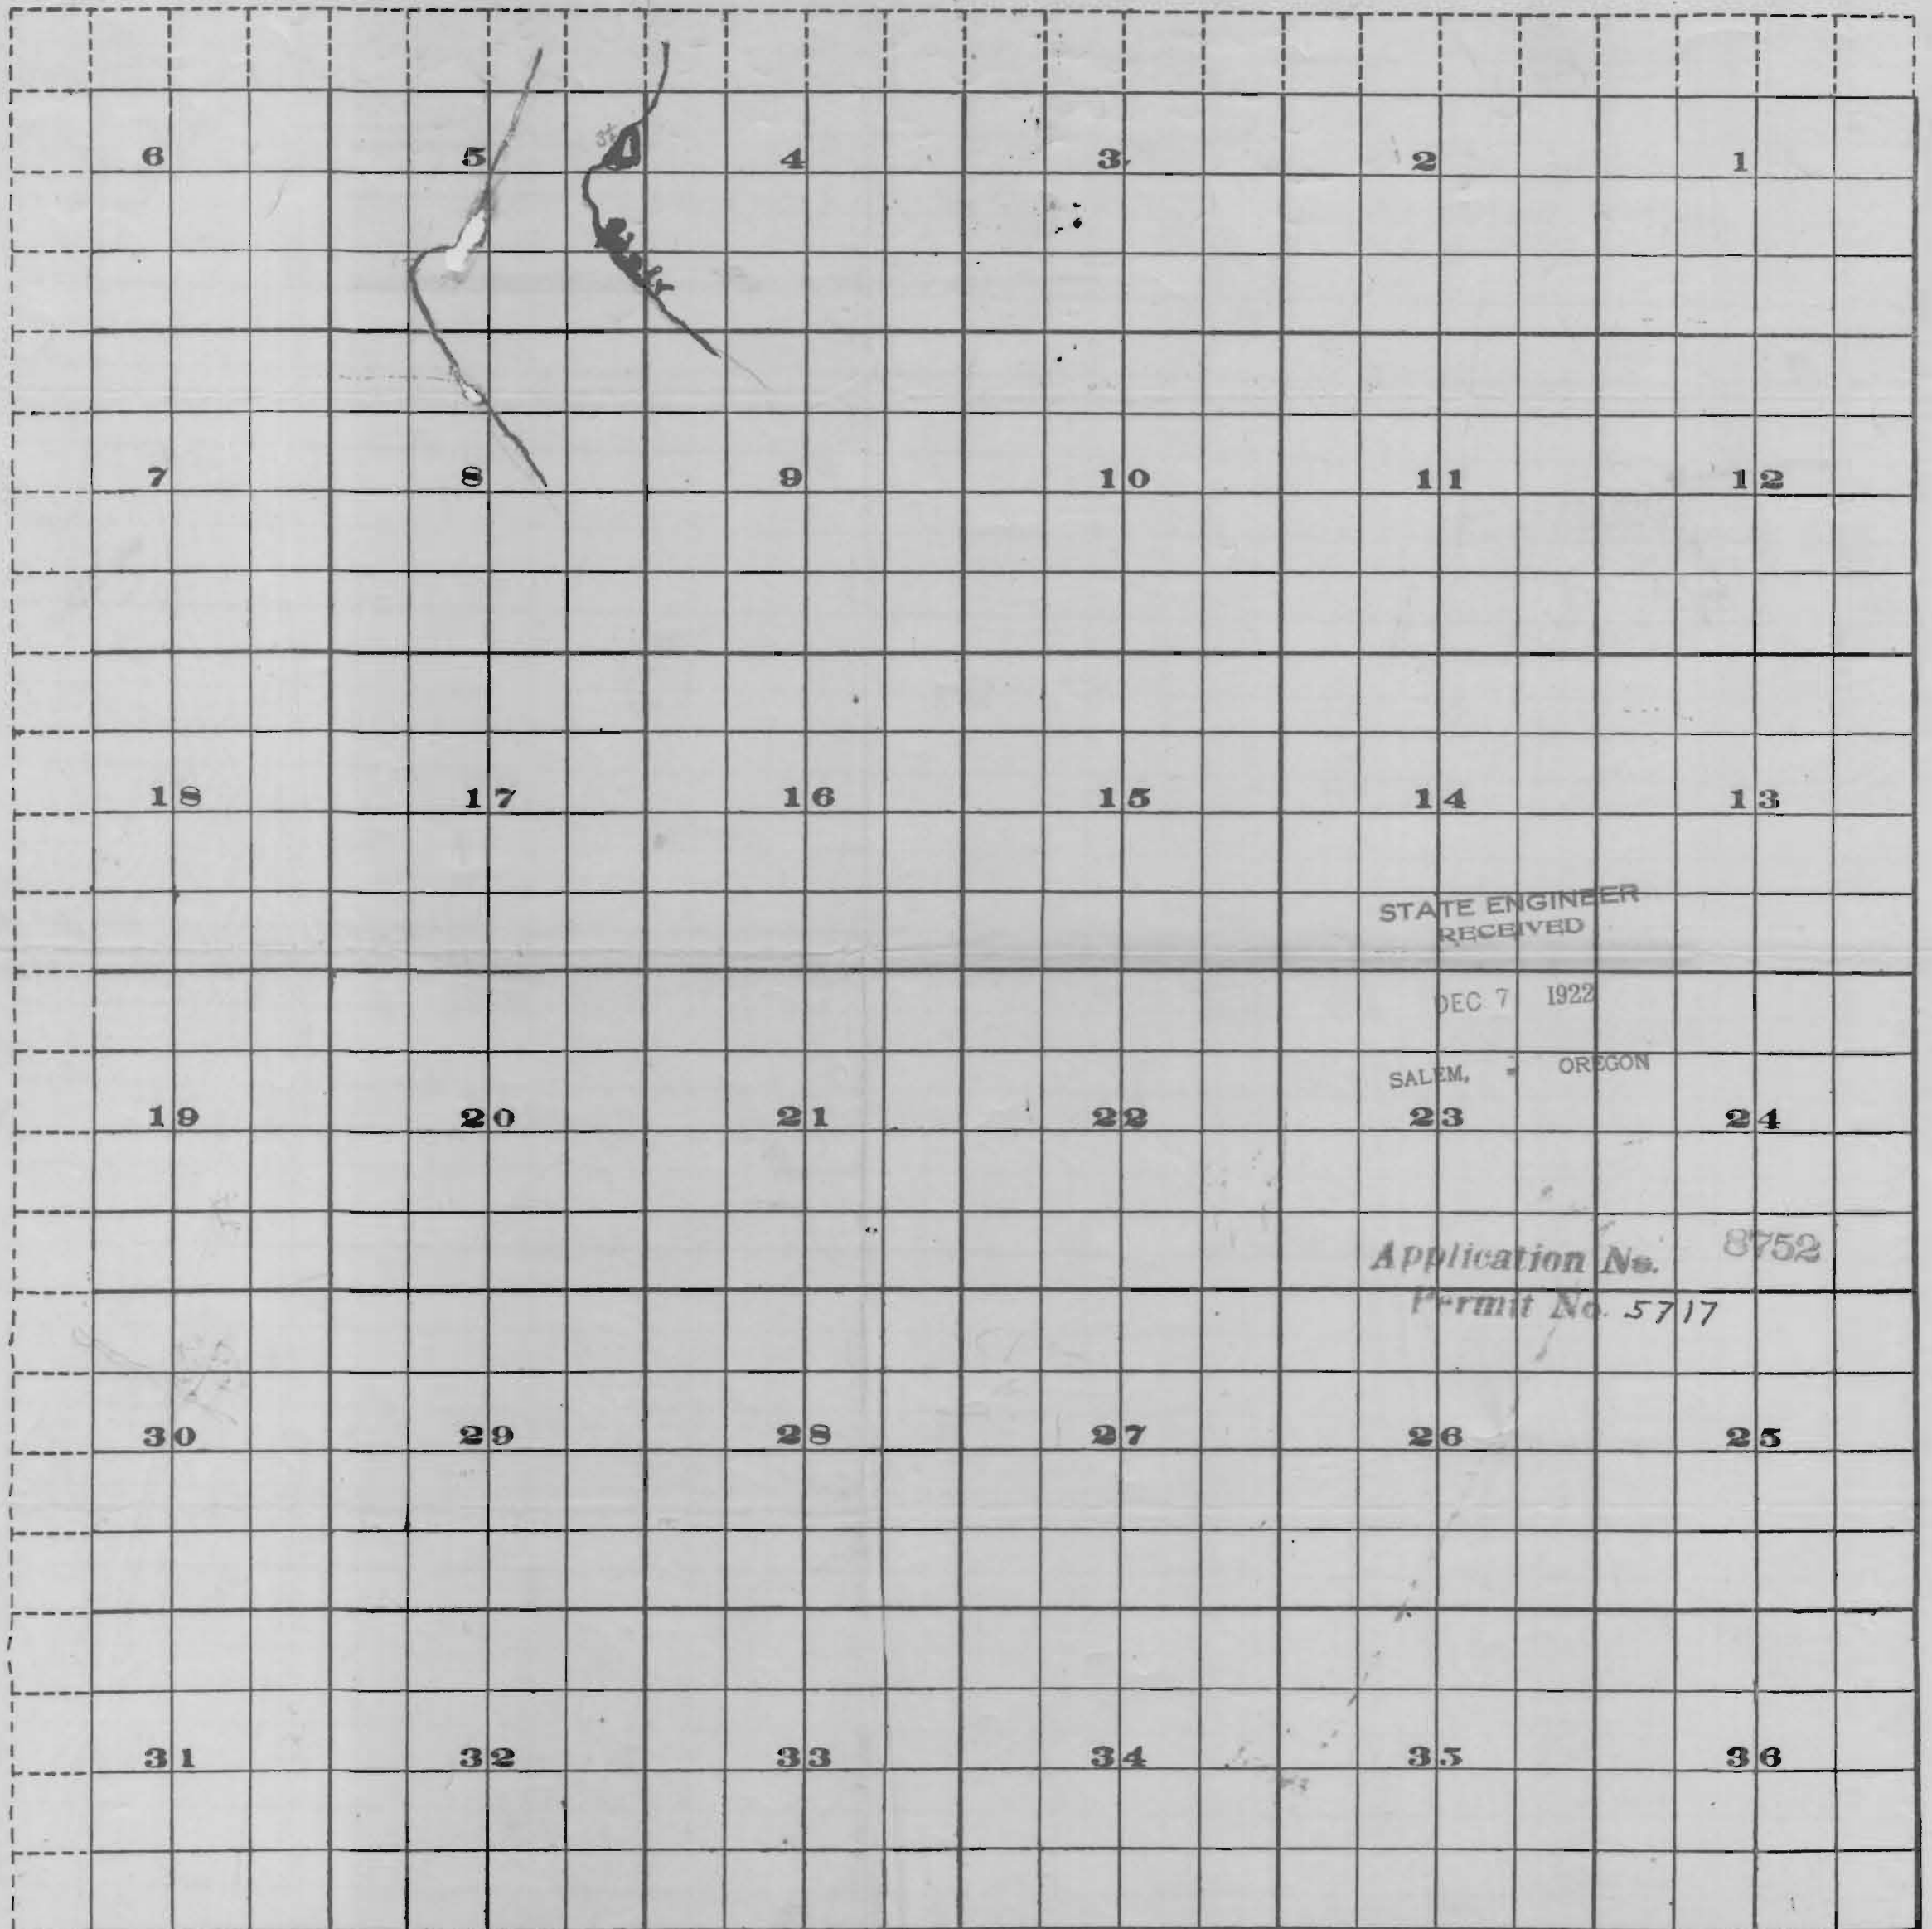 6 5 4 3 2 1
7 8 9 10 11 12
18 17 16 15 14 13
STATE ENGINEER
RECEIVED
DEC 7 1922
SALEM, OREGON
19 20 21 22 23 24
Application No. 8752
Permit No. 5717
30 29 28 27 26 25
31 32 33 34 35 36